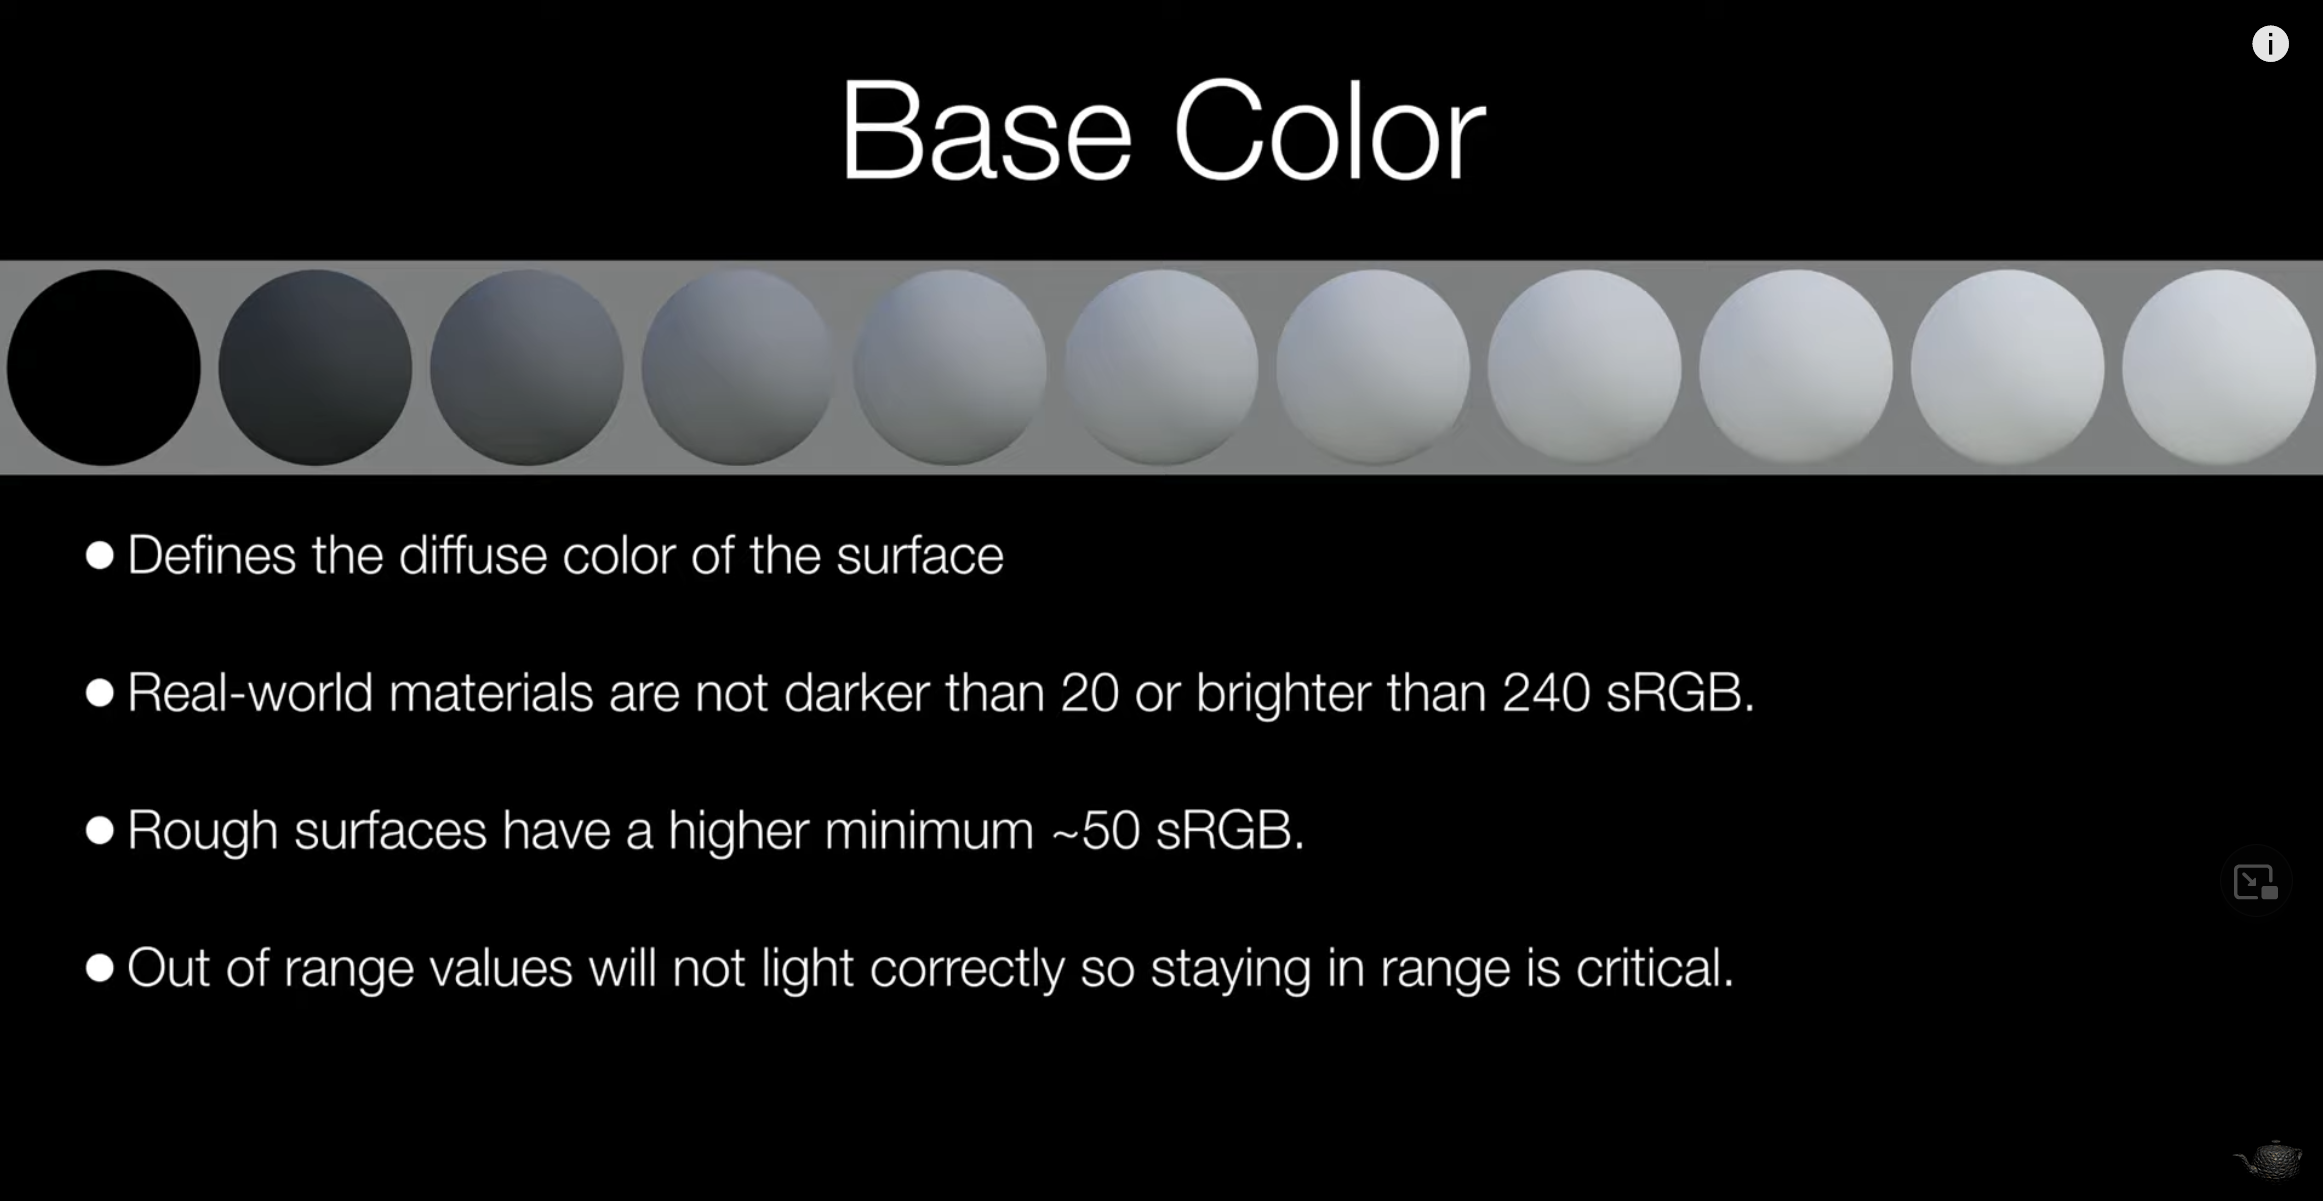 Base Color
● Defines the diffuse color of the surface
● Real-world materials are not darker than 20 or brighter than 240 sRGB.
● Rough surfaces have a higher minimum ~50 sRGB.
● Out of range values will not light correctly so staying in range is critical.